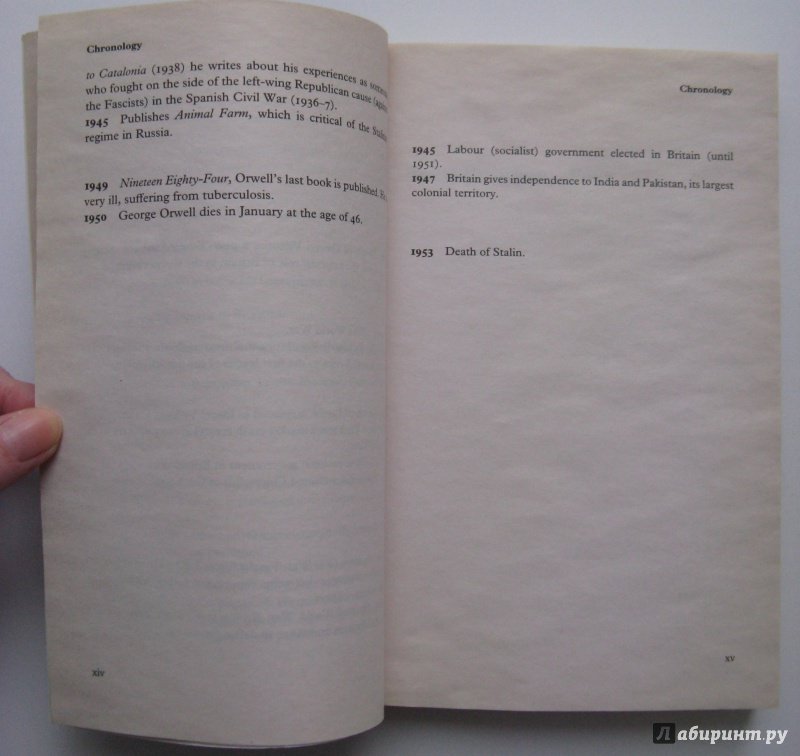 Chronology
to Catalonia (1938) he writes about his experiences as
who fought on the side of the left-wing Republican cause
the Fascists) in the Spanish Civil War (1936–7).
1945 Publishes Animal Farm, which is critical of the
regime in Russia.
1949 Nineteen Eighty-Four, Orwell's last book is published.
very ill, suffering from tuberculosis.
1950 George Orwell dies in January at the age of 46.
xiv
Chronology
1945 Labour (socialist) government elected in Britain (until
1951).
1947 Britain gives independence to India and Pakistan, its largest
colonial territory.
1953 Death of Stalin.
xv
Лабиринт.ру